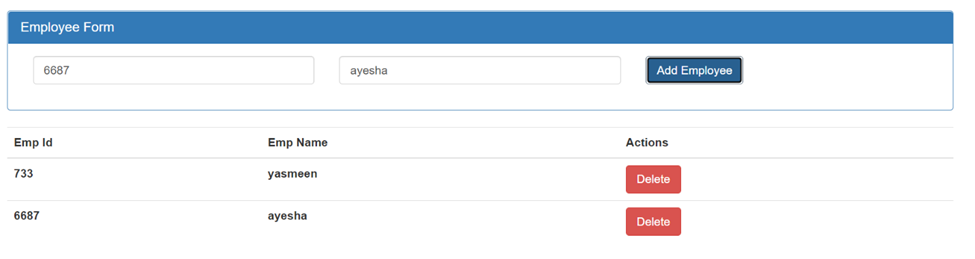 Employee Form
6687 ayesha Add Employee
Emp Id Emp Name Actions
733 yasmeen Delete
6687 ayesha Delete